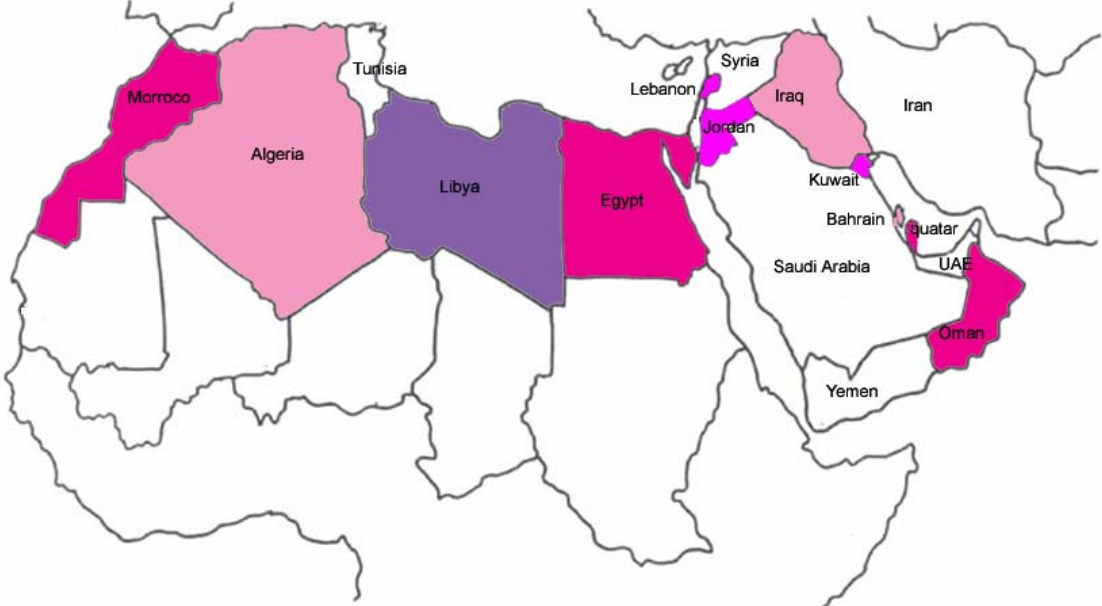 Syria
Tunisia
Lebanon
Morroco
Iraq
Iran
Jordan
Algeria
Kuwait
Libya
Egypt
Bahrain
quatar
UAE
Saudi Arabia
Oman
Yemen